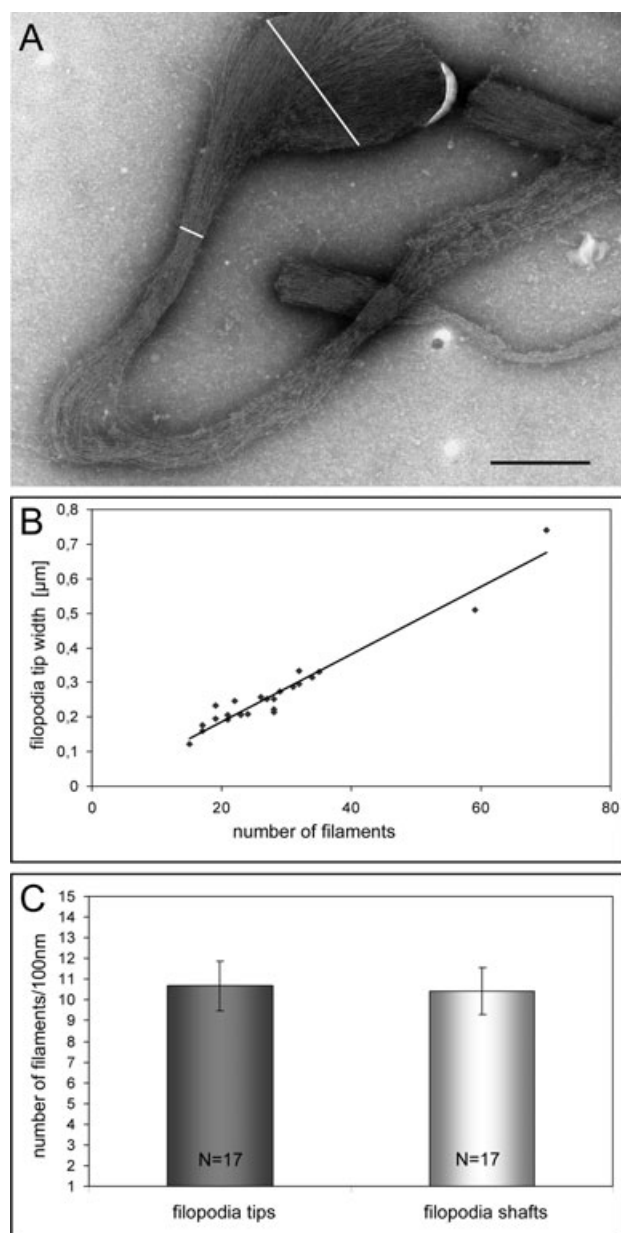 A
B
filopodia tip width [µm]
0,8
0,7
0,6
0,5
0,4
0,3
0,2
0,1
0
0 20 40 60 80
number of filaments
C
number of filaments/100nm
15
14
13
12
11
10
9
8
7
6
5
4
3
2
1
N=17 N=17
filopodia tips filopodia shafts